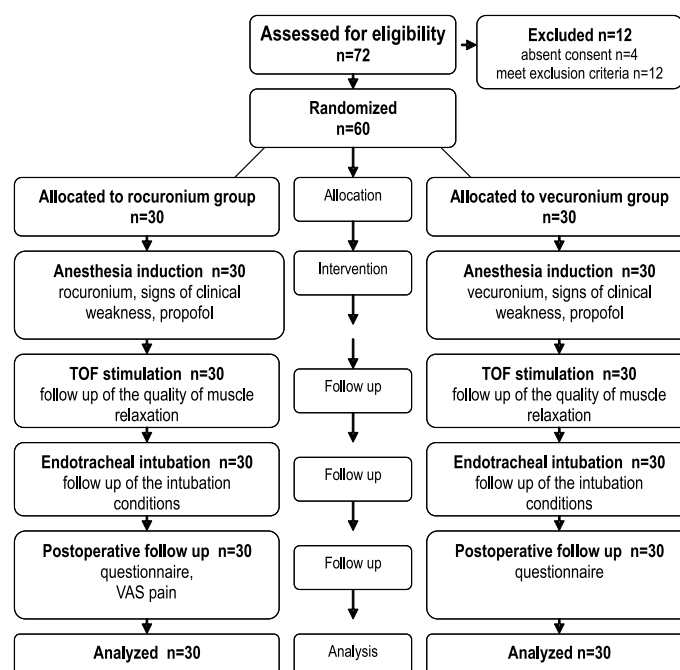 Assessed for eligibility
n=72
Excluded n=12
absent consent n=4
meet exclusion criteria n=12
Randomized
n=60
Allocated to rocuronium group
n=30
Allocation
Allocated to vecuronium group
n=30
Anesthesia induction n=30
rocuronium, signs of clinical
weakness, propofol
Intervention
Anesthesia induction n=30
vecuronium, signs of clinical
weakness, propofol
TOF stimulation n=30
follow up of the quality of muscle
relaxation
Follow up
TOF stimulation n=30
follow up of the quality of muscle
relaxation
Endotracheal intubation n=30
follow up of the intubation
conditions
Follow up
Endotracheal intubation n=30
follow up of the intubation
conditions
Postoperative follow up n=30
questionnaire,
VAS pain
Follow up
Postoperative follow up n=30
questionnaire
Analyzed n=30
Analysis
Analyzed n=30